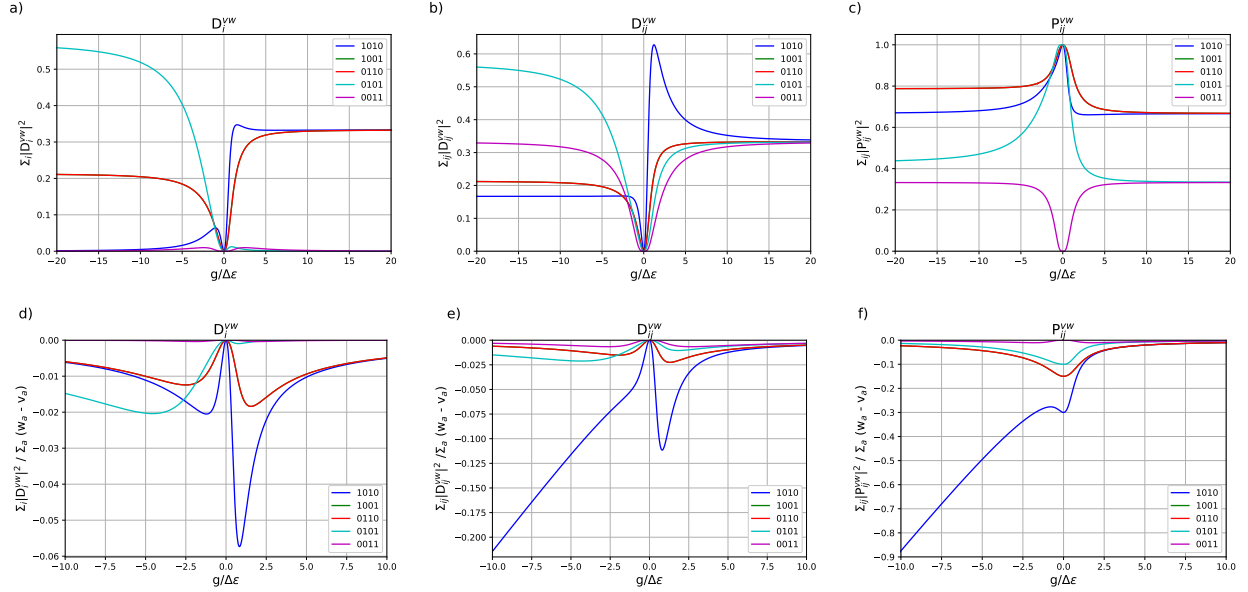 a)
D_i^{vw}
Σ_i|D_i^{vw}|^2
0.5
0.4
0.3
0.2
0.1
0.0
−20 −15 −10 −5 0 5 10 15 20
g/Δε
1010
1001
0110
0101
0011
b)
D_{ij}^{vw}
Σ_{ij}|D_{ij}^{vw}|^2
0.6
0.5
0.4
0.3
0.2
0.1
0.0
−20 −15 −10 −5 0 5 10 15 20
g/Δε
1010
1001
0110
0101
0011
c)
P_{ij}^{vw}
Σ_{ij}|P_{ij}^{vw}|^2
1.0
0.8
0.6
0.4
0.2
0.0
−20 −15 −10 −5 0 5 10 15 20
g/Δε
1010
1001
0110
0101
0011
d)
D_i^{vw}
Σ_i|D_i^{vw}|^2 / Σ_a (w_a - v_a)
0.00
−0.01
−0.02
−0.03
−0.04
−0.05
−0.06
−10.0 −7.5 −5.0 −2.5 0.0 2.5 5.0 7.5 10.0
g/Δε
1010
1001
0110
0101
0011
e)
D_{ij}^{vw}
Σ_{ij}|D_{ij}^{vw}|^2 /Σ_a (w_a - v_a)
0.000
−0.025
−0.050
−0.075
−0.100
−0.125
−0.150
−0.175
−0.200
−10.0 −7.5 −5.0 −2.5 0.0 2.5 5.0 7.5 10.0
g/Δε
1010
1001
0110
0101
0011
f)
P_{ij}^{vw}
Σ_{ij}|P_{ij}^{vw}|^2 / Σ_a (w_a - v_a)
0.0
−0.1
−0.2
−0.3
−0.4
−0.5
−0.6
−0.7
−0.8
−0.9
−10.0 −7.5 −5.0 −2.5 0.0 2.5 5.0 7.5 10.0
g/Δε
1010
1001
0110
0101
0011